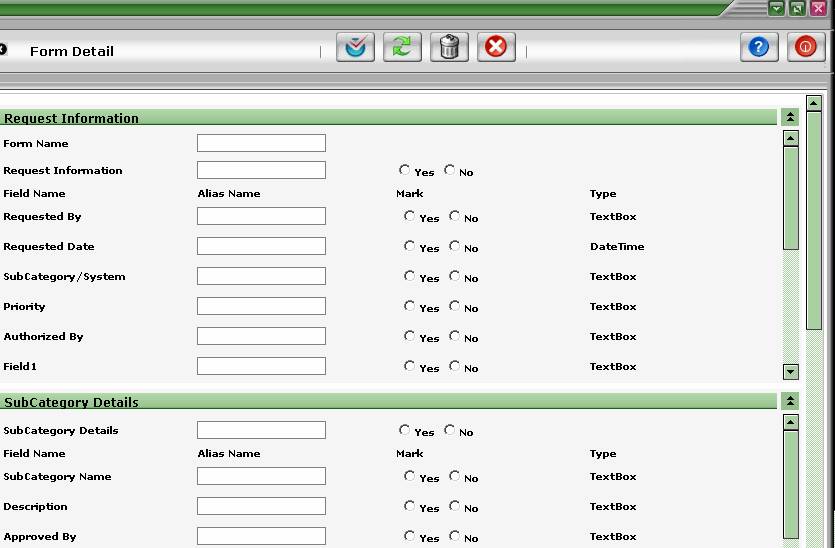 Form Detail
Request Information
Form Name
Request Information Yes No
Field Name Alias Name Mark Type
Requested By Yes No TextBox
Requested Date Yes No DateTime
SubCategory/System Yes No TextBox
Priority Yes No TextBox
Authorized By Yes No TextBox
Field1 Yes No TextBox
SubCategory Details
SubCategory Details Yes No
Field Name Alias Name Mark Type
SubCategory Name Yes No TextBox
Description Yes No TextBox
Approved By Yes No TextBox